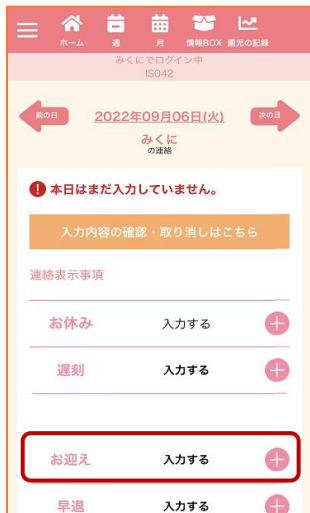 ホーム 週 月 情報BOX 園児の記録
みくにでログイン中
IS042
前の日 2022年09月06日(火) 次の日
みくに
の連絡
! 本日はまだ入力していません。
入力内容の確認・取り消しはこちら
連絡表示事項
お休み 入力する
遅刻 入力する
お迎え 入力する
早退 入力する